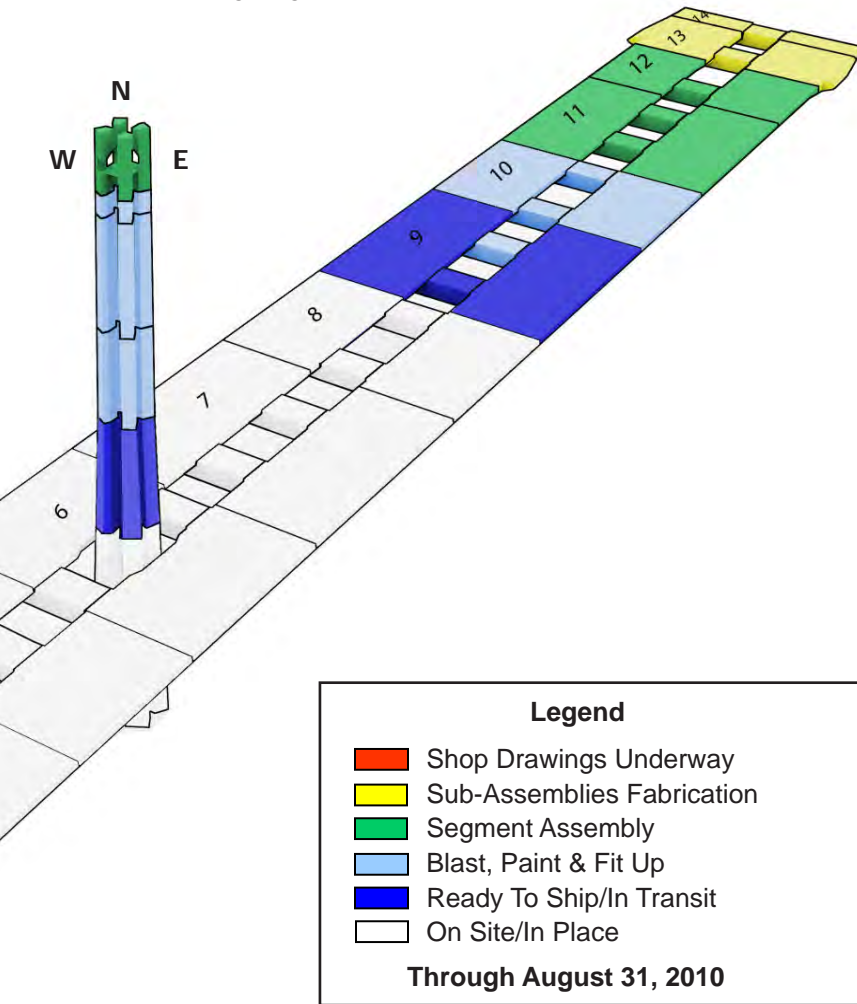 14
13
12
11
10
9
8
7
6
N
W E
Legend
Shop Drawings Underway
Sub-Assemblies Fabrication
Segment Assembly
Blast, Paint & Fit Up
Ready To Ship/In Transit
On Site/In Place
Through August 31, 2010